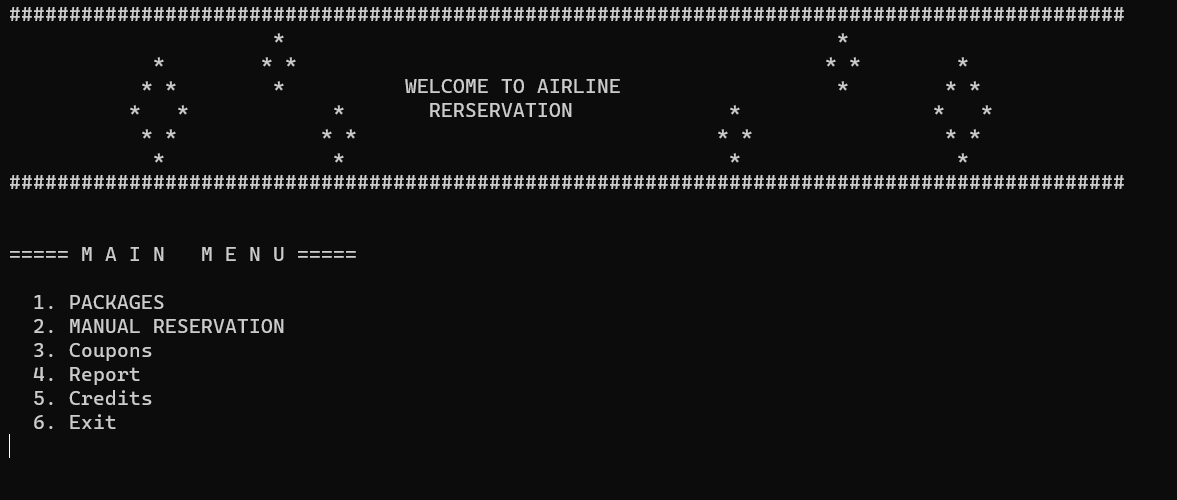 #############################################################################################
                      *                                              *
            *        * *                                            * *        *
           * *        *          WELCOME TO AIRLINE                  *        * *
          *   *            *       RERSERVATION             *                *   *
           * *            * *                              * *                * *
            *              *                                *                  *
#############################################################################################
===== M A I N   M E N U =====
  1. PACKAGES
  2. MANUAL RESERVATION
  3. Coupons
  4. Report
  5. Credits
  6. Exit